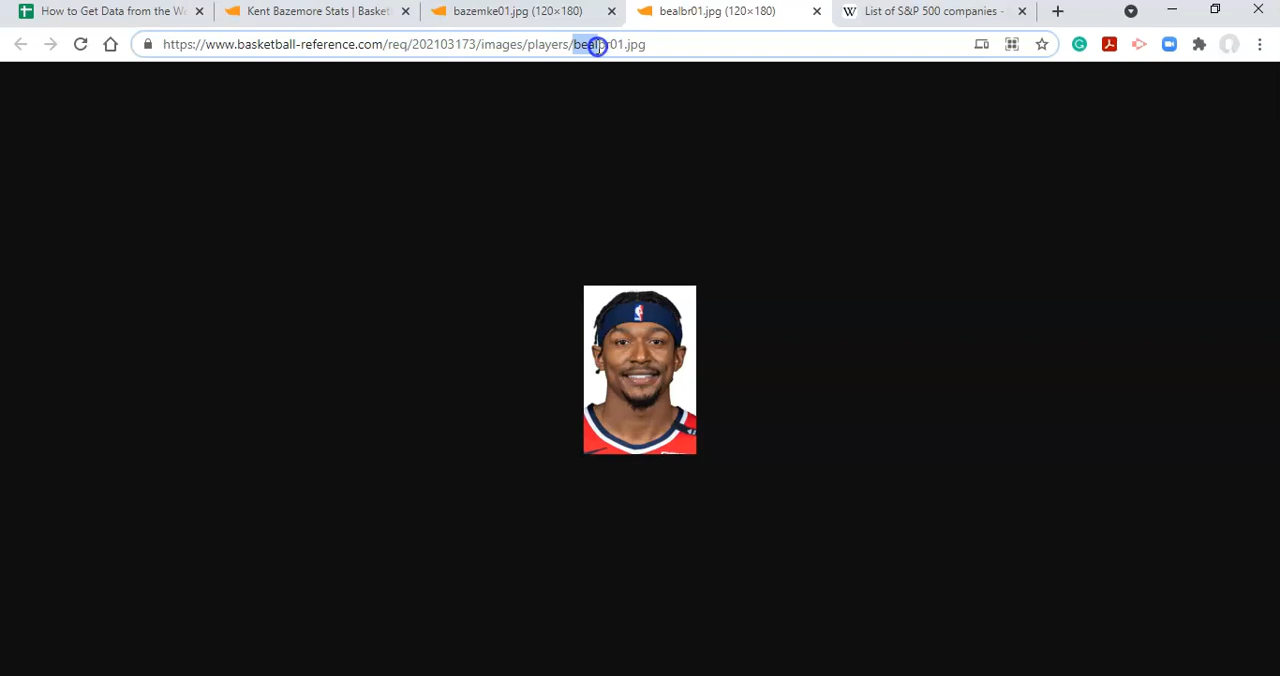 How to Get Data from the We
Kent Bazemore Stats | Basket
bazemke01.jpg (120×180)
bealbr01.jpg (120×180)
W List of S&P 500 companies -
https://www.basketball-reference.com/req/202103173/images/players/bealbr01.jpg